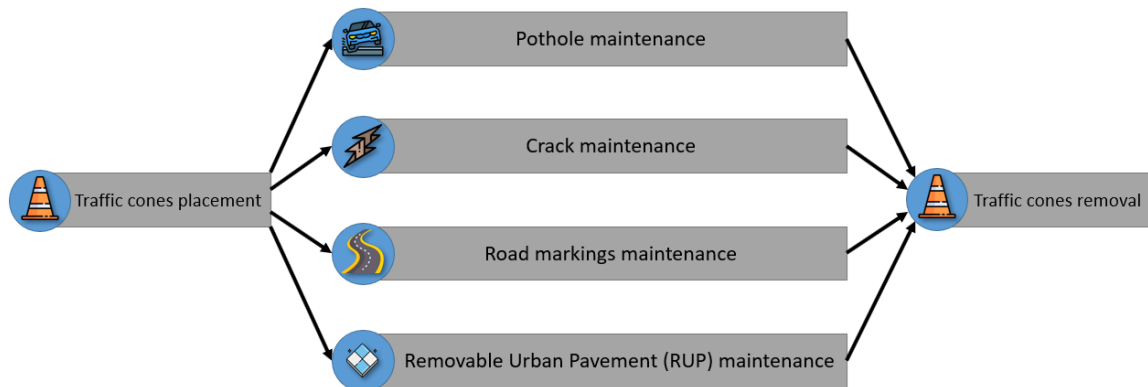 Pothole maintenance
Crack maintenance
Traffic cones placement
Traffic cones removal
Road markings maintenance
Removable Urban Pavement (RUP) maintenance